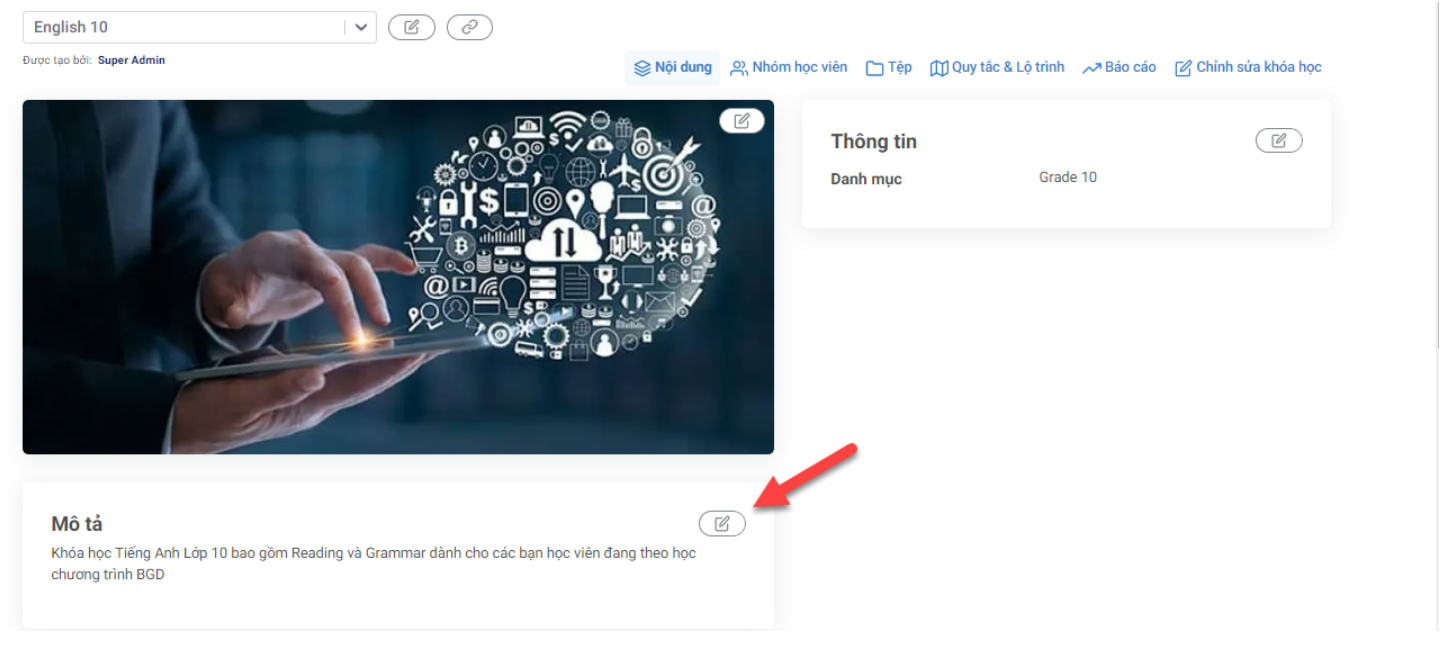 English 10
Được tạo bởi: Super Admin
Nội dung Nhóm học viên Tệp Quy tắc & Lộ trình Báo cáo Chỉnh sửa khóa học
Thông tin
Danh mục Grade 10
Mô tả
Khóa học Tiếng Anh Lớp 10 bao gồm Reading và Grammar dành cho các bạn học viên đang theo học
chương trình BGD